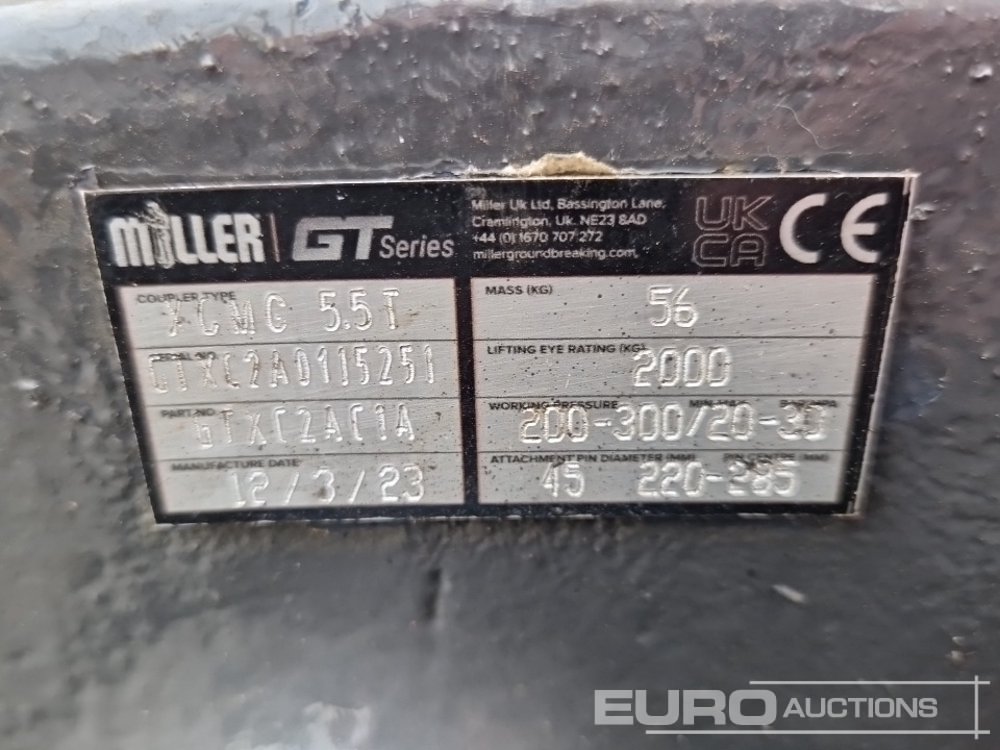 MILLER GT Series
Miller Uk Ltd, Bassington Lane,
Cramlington, Uk. NE23 8AD
+44 (0) 1670 707 272
millergroundbreaking.com
UK
CA
CE
COUPLER TYPE
XCMC 5.5T
SERIAL NO.
GTXC2A0115251
PART NO.
GTXC2AC1A
MANUFACTURE DATE
12/3/23
MASS (KG)
56
LIFTING EYE RATING (KG)
2000
WORKING PRESSURE
200-300/20-30
ATTACHMENT PIN DIAMETER (MM) PIN CENTRE (MM)
45 220-285
EURO AUCTIONS